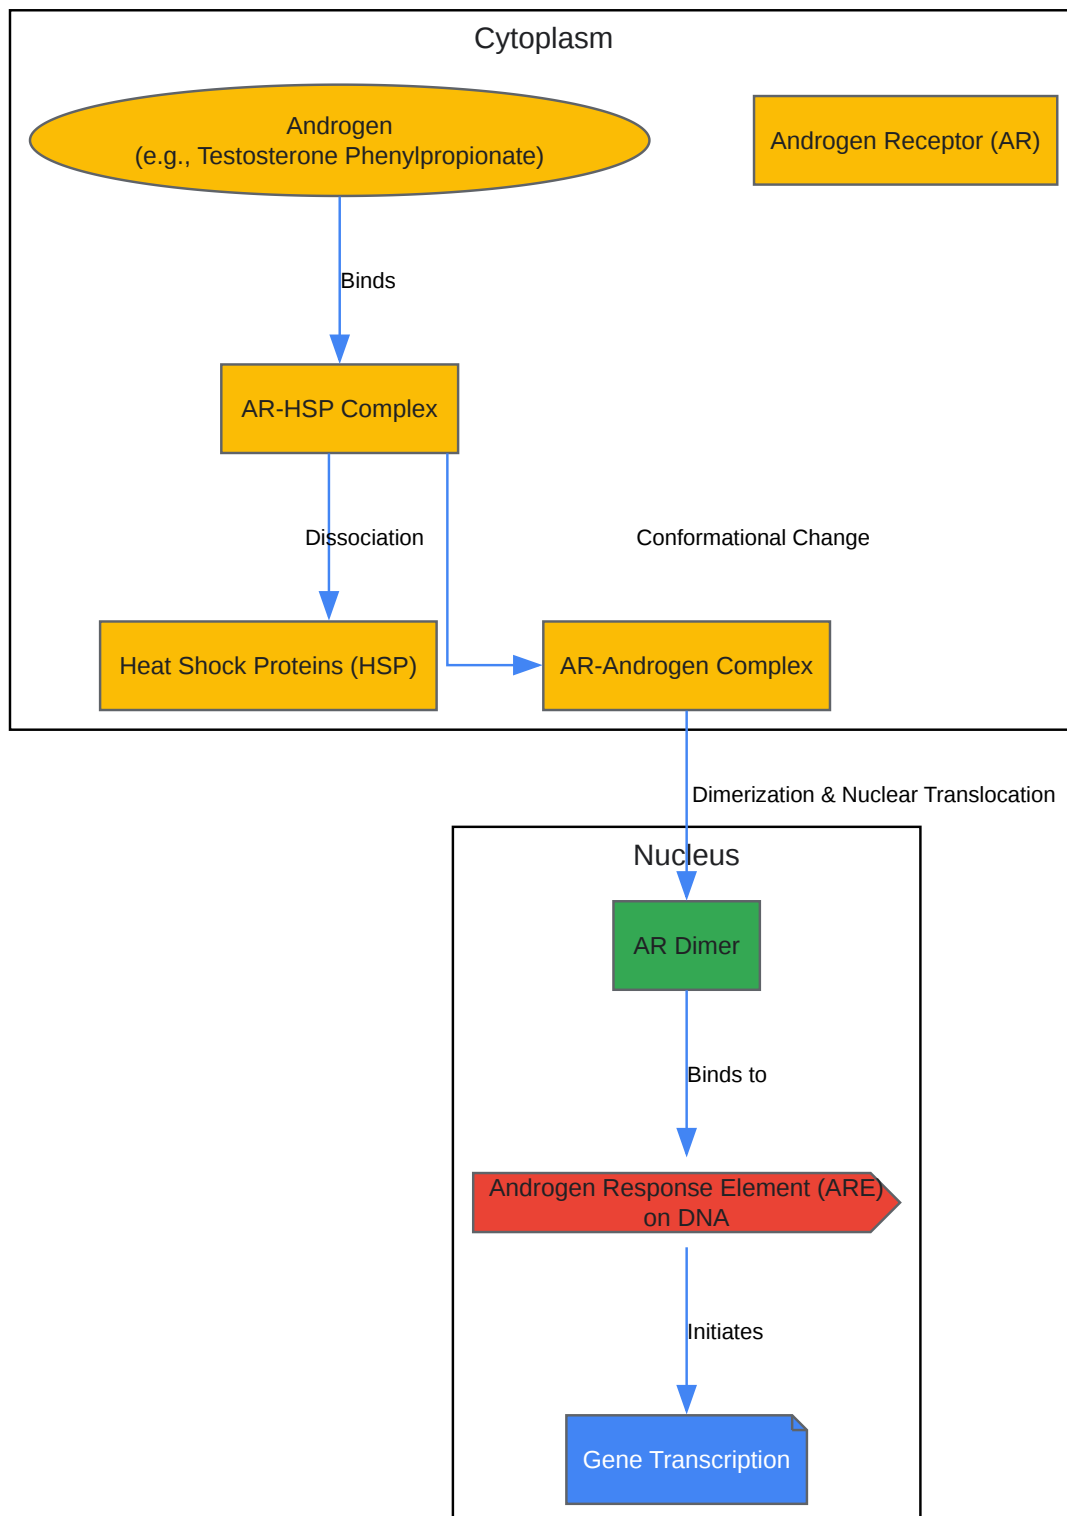 Cytoplasm
Androgen
(e.g., Testosterone Phenylpropionate)
Androgen Receptor (AR)
Binds
AR-HSP Complex
Dissociation
Conformational Change
Heat Shock Proteins (HSP)
AR-Androgen Complex
Dimerization & Nuclear Translocation
Nucleus
AR Dimer
Binds to
Androgen Response Element (ARE)
on DNA
Initiates
Gene Transcription